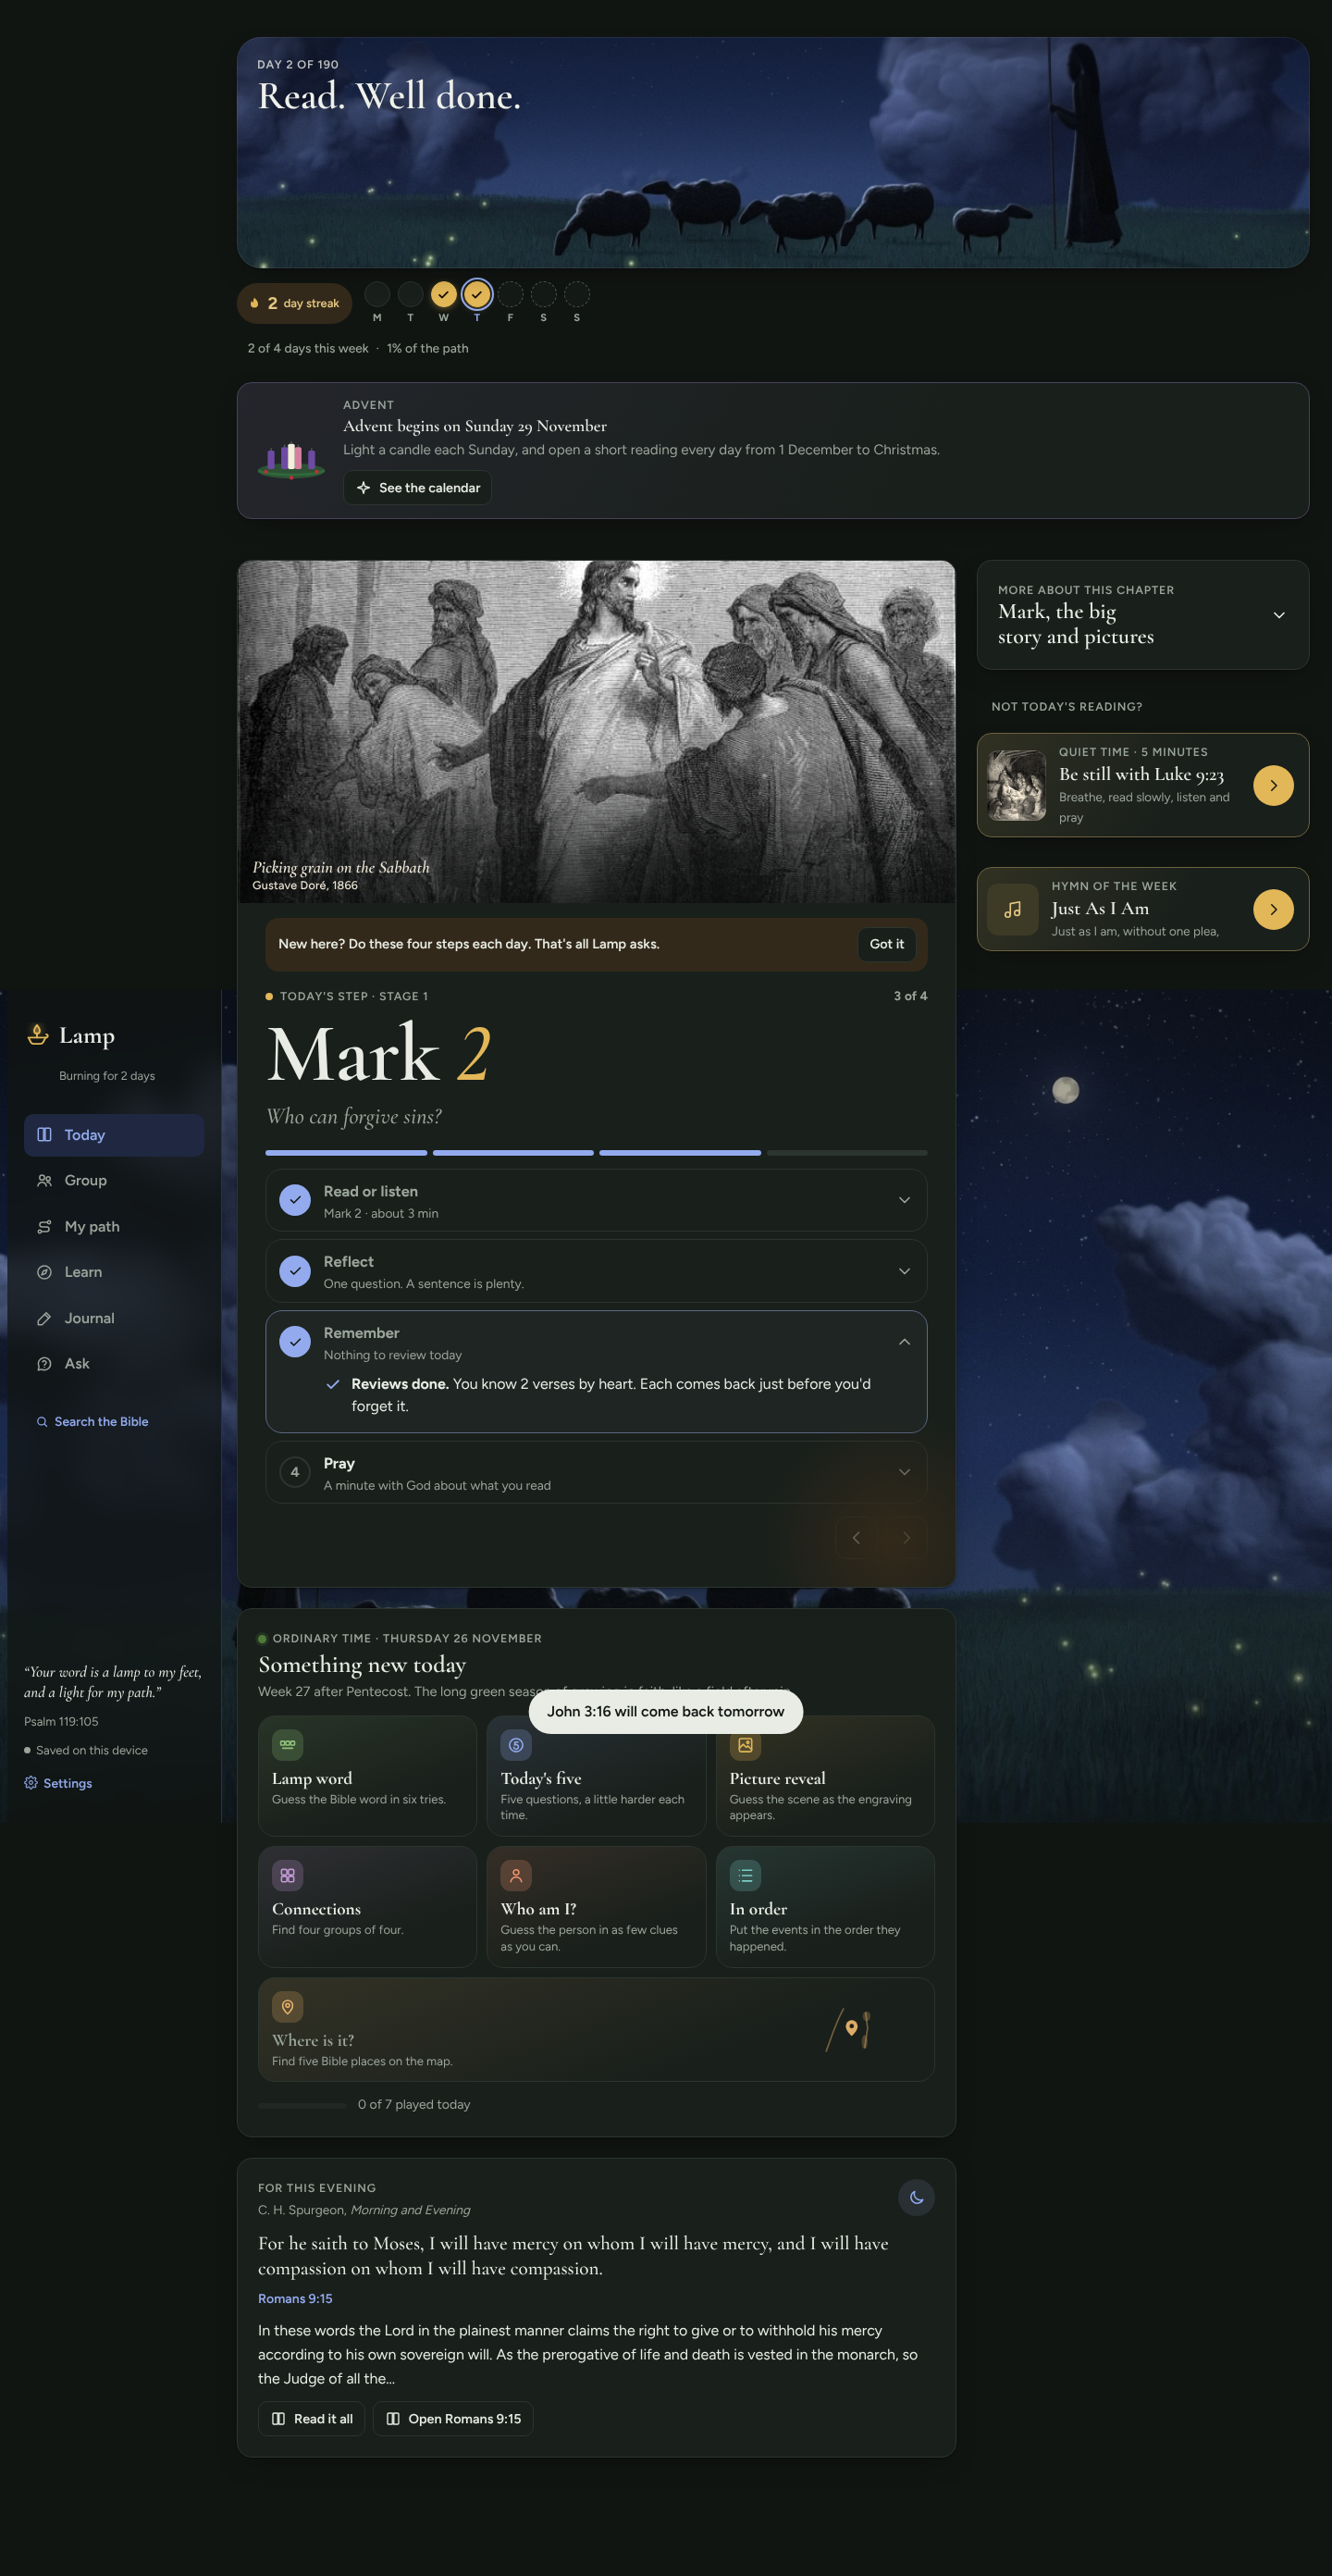 DAY 2 OF 190
Read. Well done.
2 day streak
M T W T F S S
2 of 4 days this week · 1% of the path
ADVENT
Advent begins on Sunday 29 November
Light a candle each Sunday, and open a short reading every day from 1 December to Christmas.
See the calendar
Picking grain on the Sabbath
Gustave Doré, 1866
New here? Do these four steps each day. That's all Lamp asks.
Got it
TODAY'S STEP · STAGE 1
3 of 4
Mark 2
Who can forgive sins?
Read or listen
Mark 2 · about 3 min
Reflect
One question. A sentence is plenty.
Remember
Nothing to review today
Reviews done. You know 2 verses by heart. Each comes back just before you'd
forget it.
4
Pray
A minute with God about what you read
MORE ABOUT THIS CHAPTER
Mark, the big
story and pictures
NOT TODAY'S READING?
QUIET TIME · 5 MINUTES
Be still with Luke 9:23
Breathe, read slowly, listen and
pray
HYMN OF THE WEEK
Just As I Am
Just as I am, without one plea,
Lamp
Burning for 2 days
Today
Group
My path
Learn
Journal
Ask
Search the Bible
“Your word is a lamp to my feet,
and a light for my path.”
Psalm 119:105
Saved on this device
Settings
ORDINARY TIME · THURSDAY 26 NOVEMBER
Something new today
Week 27 after Pentecost. The long green season
John 3:16 will come back tomorrow
Lamp word
Guess the Bible word in six tries.
5
Today's five
Five questions, a little harder each
time.
Picture reveal
Guess the scene as the engraving
appears.
Connections
Find four groups of four.
Who am I?
Guess the person in as few clues
as you can.
In order
Put the events in the order they
happened.
Where is it?
Find five Bible places on the map.
0 of 7 played today
FOR THIS EVENING
C. H. Spurgeon, Morning and Evening
For he saith to Moses, I will have mercy on whom I will have mercy, and I will have
compassion on whom I will have compassion.
Romans 9:15
In these words the Lord in the plainest manner claims the right to give or to withhold his mercy
according to his own sovereign will. As the prerogative of life and death is vested in the monarch, so
the Judge of all the…
Read it all
Open Romans 9:15